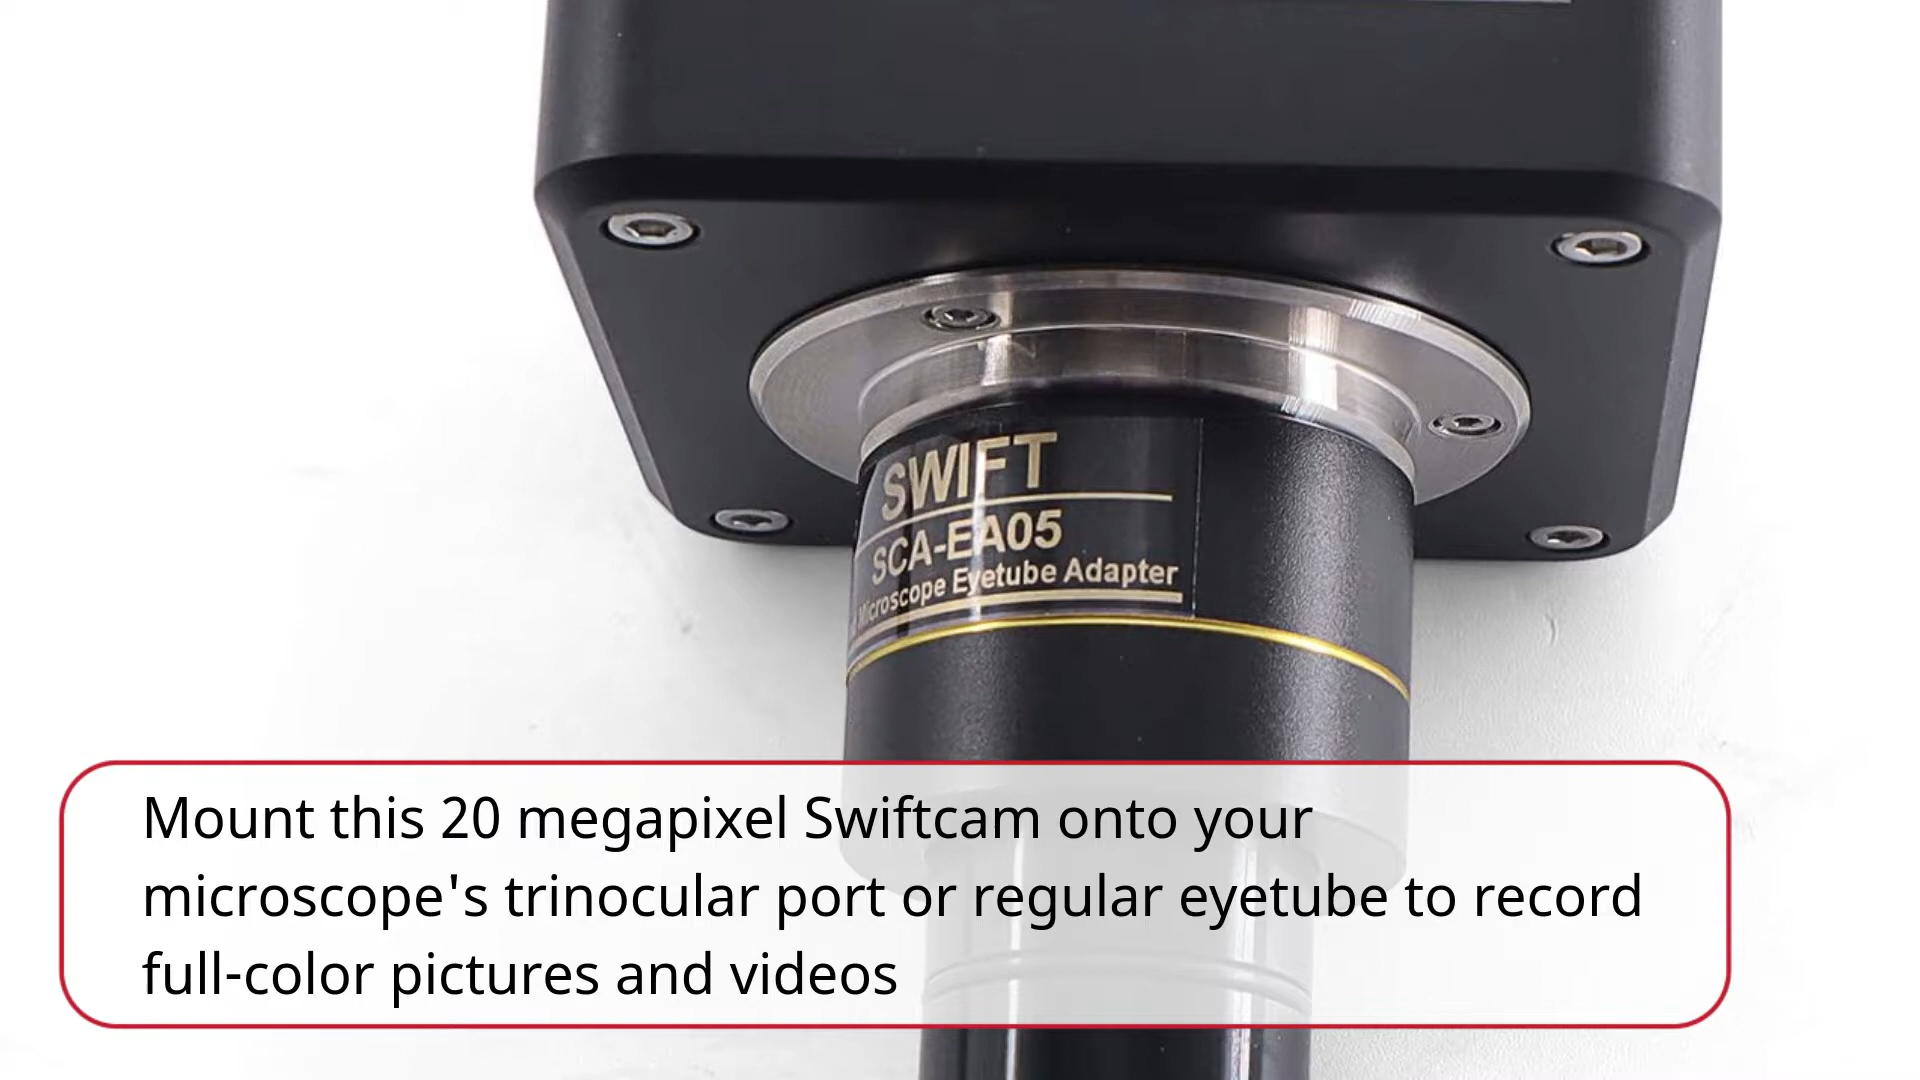 SWIFT
SCA-EA05
Microscope Eyetube Adapter
Mount this 20 megapixel Swiftcam onto your
microscope's trinocular port or regular eyetube to record
full-color pictures and videos